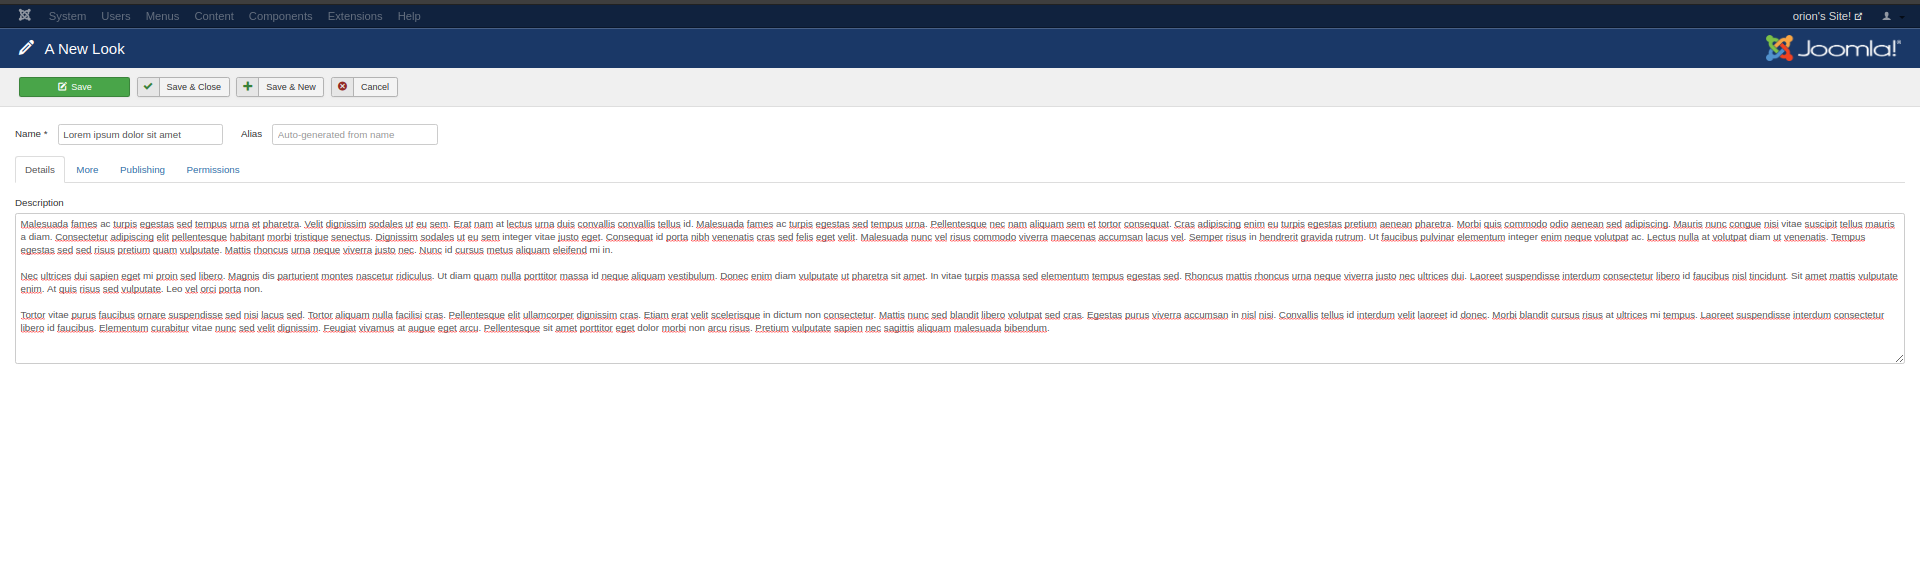 System Users Menus Content Components Extensions Help orion's Site!
A New Look Joomla!®
Save Save & Close Save & New Cancel
Name * Lorem ipsum dolor sit amet Alias Auto-generated from name
Details More Publishing Permissions
Description
Malesuada fames ac turpis egestas sed tempus urna et pharetra. Velit dignissim sodales ut eu sem. Erat nam at lectus urna duis convallis convallis tellus id. Malesuada fames ac turpis egestas sed tempus urna. Pellentesque nec nam aliquam sem et tortor consequat. Cras adipiscing enim eu turpis egestas pretium aenean pharetra. Morbi quis commodo odio aenean sed adipiscing. Mauris nunc congue nisi vitae suscipit tellus mauris
a diam. Consectetur adipiscing elit pellentesque habitant morbi tristique senectus. Dignissim sodales ut eu sem integer vitae justo eget. Consequat id porta nibh venenatis cras sed felis eget velit. Malesuada nunc vel risus commodo viverra maecenas accumsan lacus vel. Semper risus in hendrerit gravida rutrum. Ut faucibus pulvinar elementum integer enim neque volutpat ac. Lectus nulla at volutpat diam ut venenatis. Tempus
egestas sed sed risus pretium quam vulputate. Mattis rhoncus urna neque viverra justo nec. Nunc id cursus metus aliquam eleifend mi in.
Nec ultrices dui sapien eget mi proin sed libero. Magnis dis parturient montes nascetur ridiculus. Ut diam quam nulla porttitor massa id neque aliquam vestibulum. Donec enim diam vulputate ut pharetra sit amet. In vitae turpis massa sed elementum tempus egestas sed. Rhoncus mattis rhoncus urna neque viverra justo nec ultrices dui. Laoreet suspendisse interdum consectetur libero id faucibus nisl tincidunt. Sit amet mattis vulputate
enim. At quis risus sed vulputate. Leo vel orci porta non.
Tortor vitae purus faucibus ornare suspendisse sed nisi lacus sed. Tortor aliquam nulla facilisi cras. Pellentesque elit ullamcorper dignissim cras. Etiam erat velit scelerisque in dictum non consectetur. Mattis nunc sed blandit libero volutpat sed cras. Egestas purus viverra accumsan in nisl nisi. Convallis tellus id interdum velit laoreet id donec. Morbi blandit cursus risus at ultrices mi tempus. Laoreet suspendisse interdum consectetur
libero id faucibus. Elementum curabitur vitae nunc sed velit dignissim. Feugiat vivamus at augue eget arcu. Pellentesque sit amet porttitor eget dolor morbi non arcu risus. Pretium vulputate sapien nec sagittis aliquam malesuada bibendum.